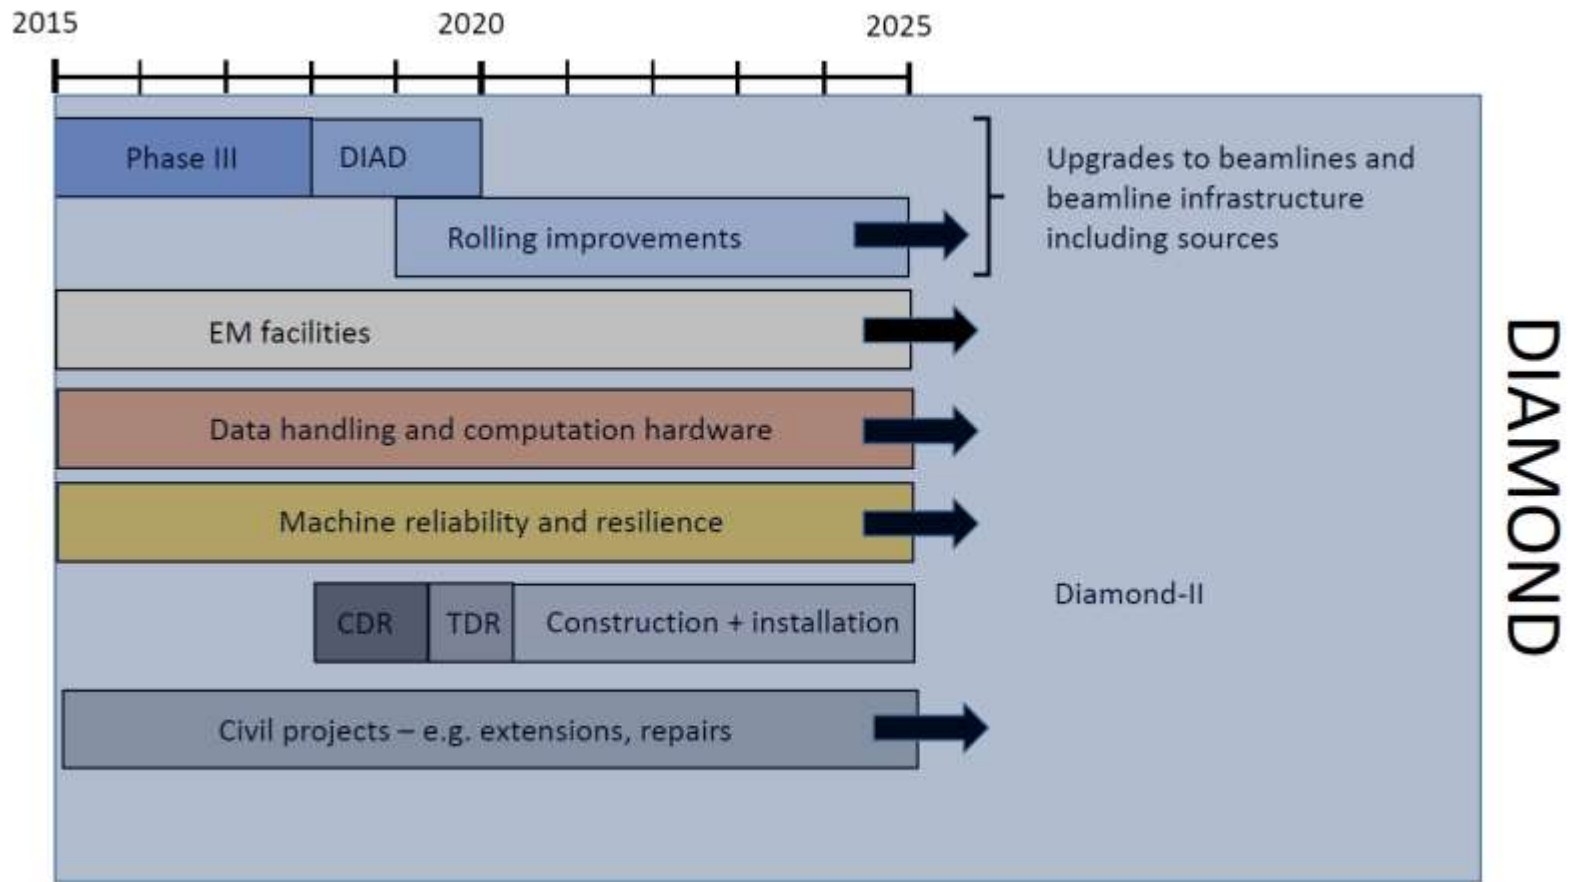 2015
2020
2025
Phase III
DIAD
Upgrades to beamlines and
beamline infrastructure
including sources
Rolling improvements
EM facilities
Data handling and computation hardware
Machine reliability and resilience
CDR
TDR
Construction + installation
Diamond-II
Civil projects – e.g. extensions, repairs
DIAMOND